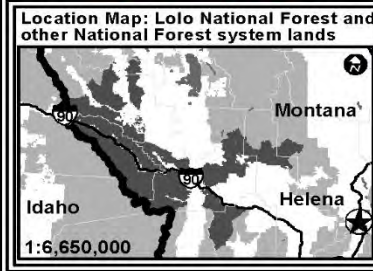 Location Map: Lolo National Forest and
other National Forest system lands
N
90
Montana
90
Idaho
Helena
1:6,650,000